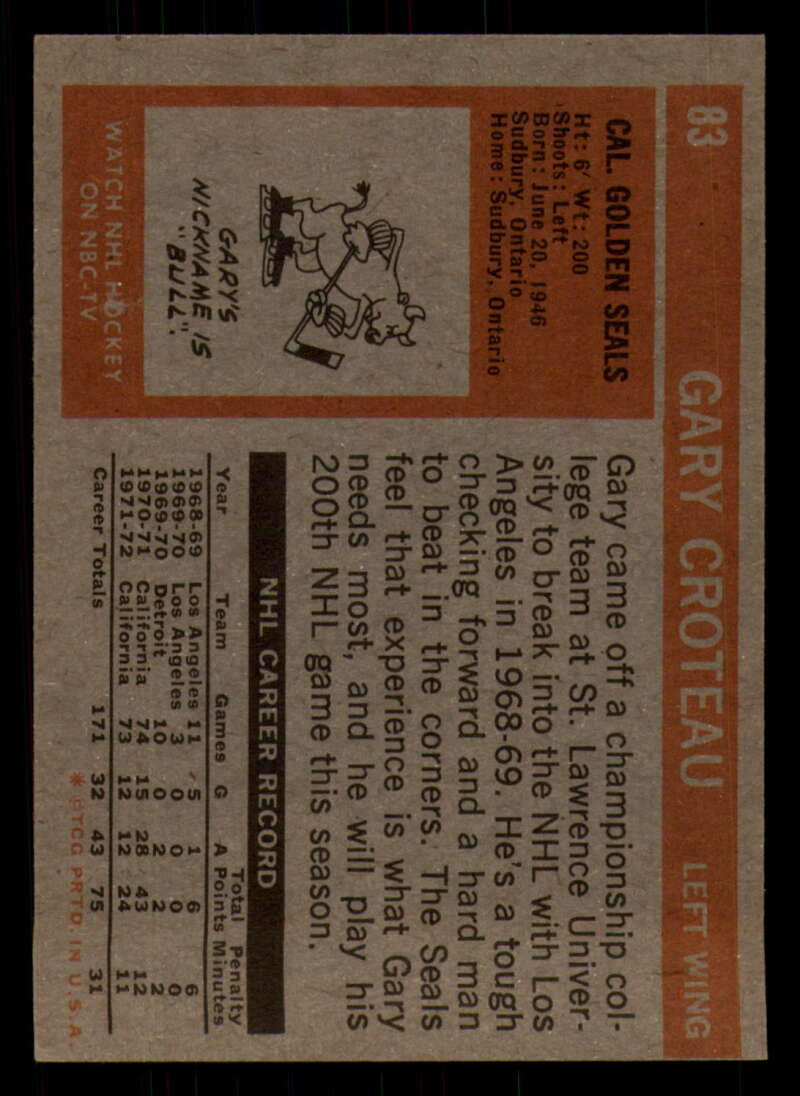 83 GARY CROTEAU LEFT WING
CAL. GOLDEN SEALS
Ht: 6' Wt: 200
Shoots: Left
Born: June 20, 1946
Sudbury, Ontario
Home: Sudbury, Ontario
GARY'S
NICKNAME IS
"BULL".
WATCH NHL HOCKEY
ON NBC-TV
Gary came off a championship col-
lege team at St. Lawrence Univer-
sity to break into the NHL with Los
Angeles in 1968-69. He's a tough
checking forward and a hard man
to beat in the corners. The Seals
feel that experience is what Gary
needs most, and he will play his
200th NHL game this season.
NHL CAREER RECORD
Total Penalty
Year Team Games G A Points Minutes
1968-69 Los Angeles 11 5 1 6 6
1969-70 Los Angeles 3 0 0 0 0
1969-70 Detroit 10 0 2 2 2
1970-71 California 74 15 28 43 12
1971-72 California 73 12 12 24 11
Career Totals 171 32 43 75 31
* ©TCG PRTD. IN U.S.A.